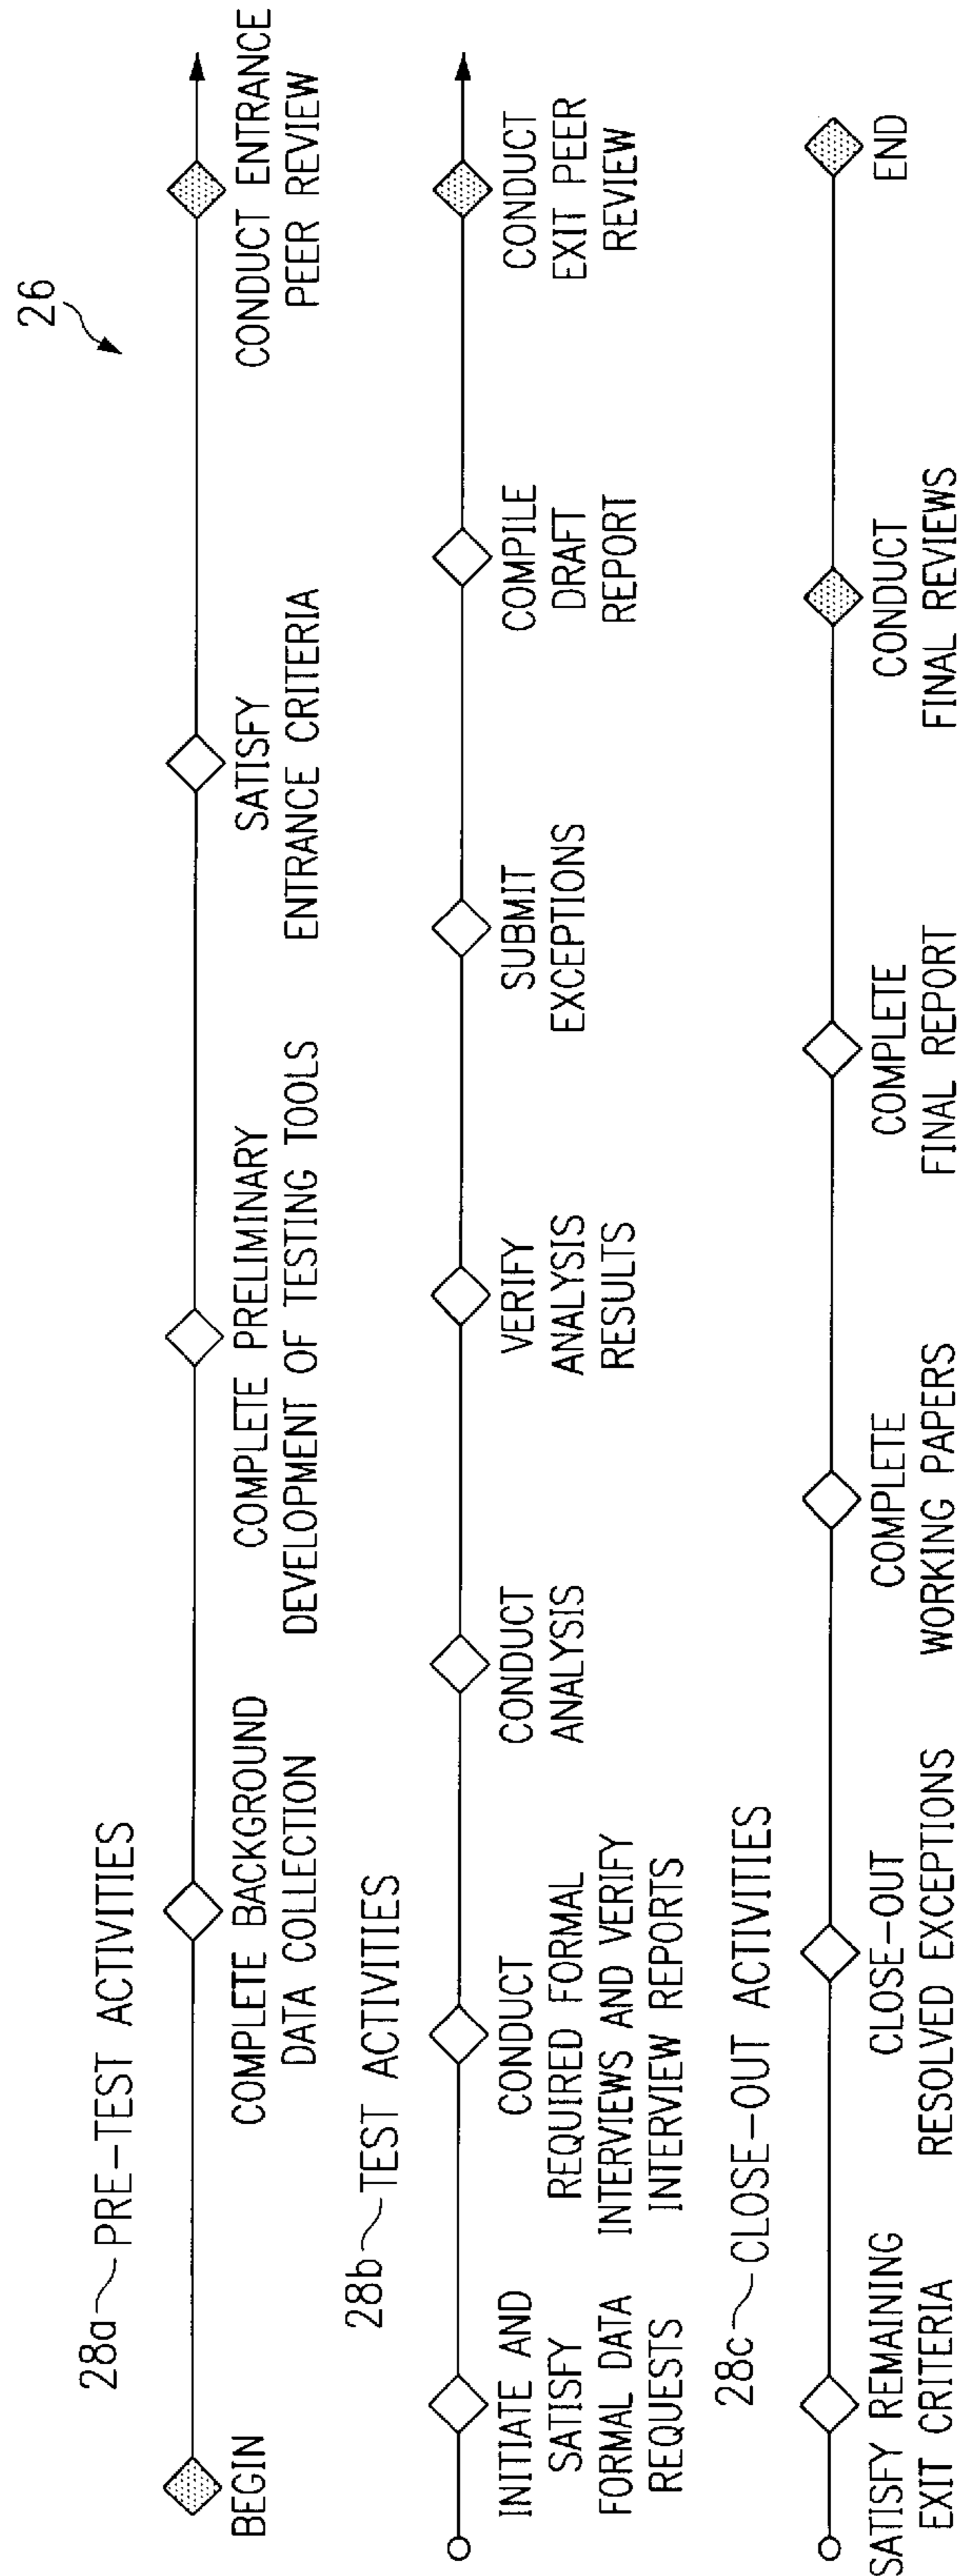 26
28a PRE-TEST ACTIVITIES
BEGIN
COMPLETE BACKGROUND
DATA COLLECTION
COMPLETE PRELIMINARY
DEVELOPMENT OF TESTING TOOLS
SATISFY
ENTRANCE CRITERIA
CONDUCT ENTRANCE
PEER REVIEW
28b TEST ACTIVITIES
INITIATE AND
SATISFY
FORMAL DATA
REQUESTS
CONDUCT
REQUIRED FORMAL
INTERVIEWS AND VERIFY
INTERVIEW REPORTS
CONDUCT
ANALYSIS
VERIFY
ANALYSIS
RESULTS
SUBMIT
EXCEPTIONS
COMPILE
DRAFT
REPORT
CONDUCT
EXIT PEER
REVIEW
28c CLOSE-OUT ACTIVITIES
SATISFY REMAINING
EXIT CRITERIA
CLOSE-OUT
RESOLVED EXCEPTIONS
COMPLETE
WORKING PAPERS
COMPLETE
FINAL REPORT
CONDUCT
FINAL REVIEWS
END